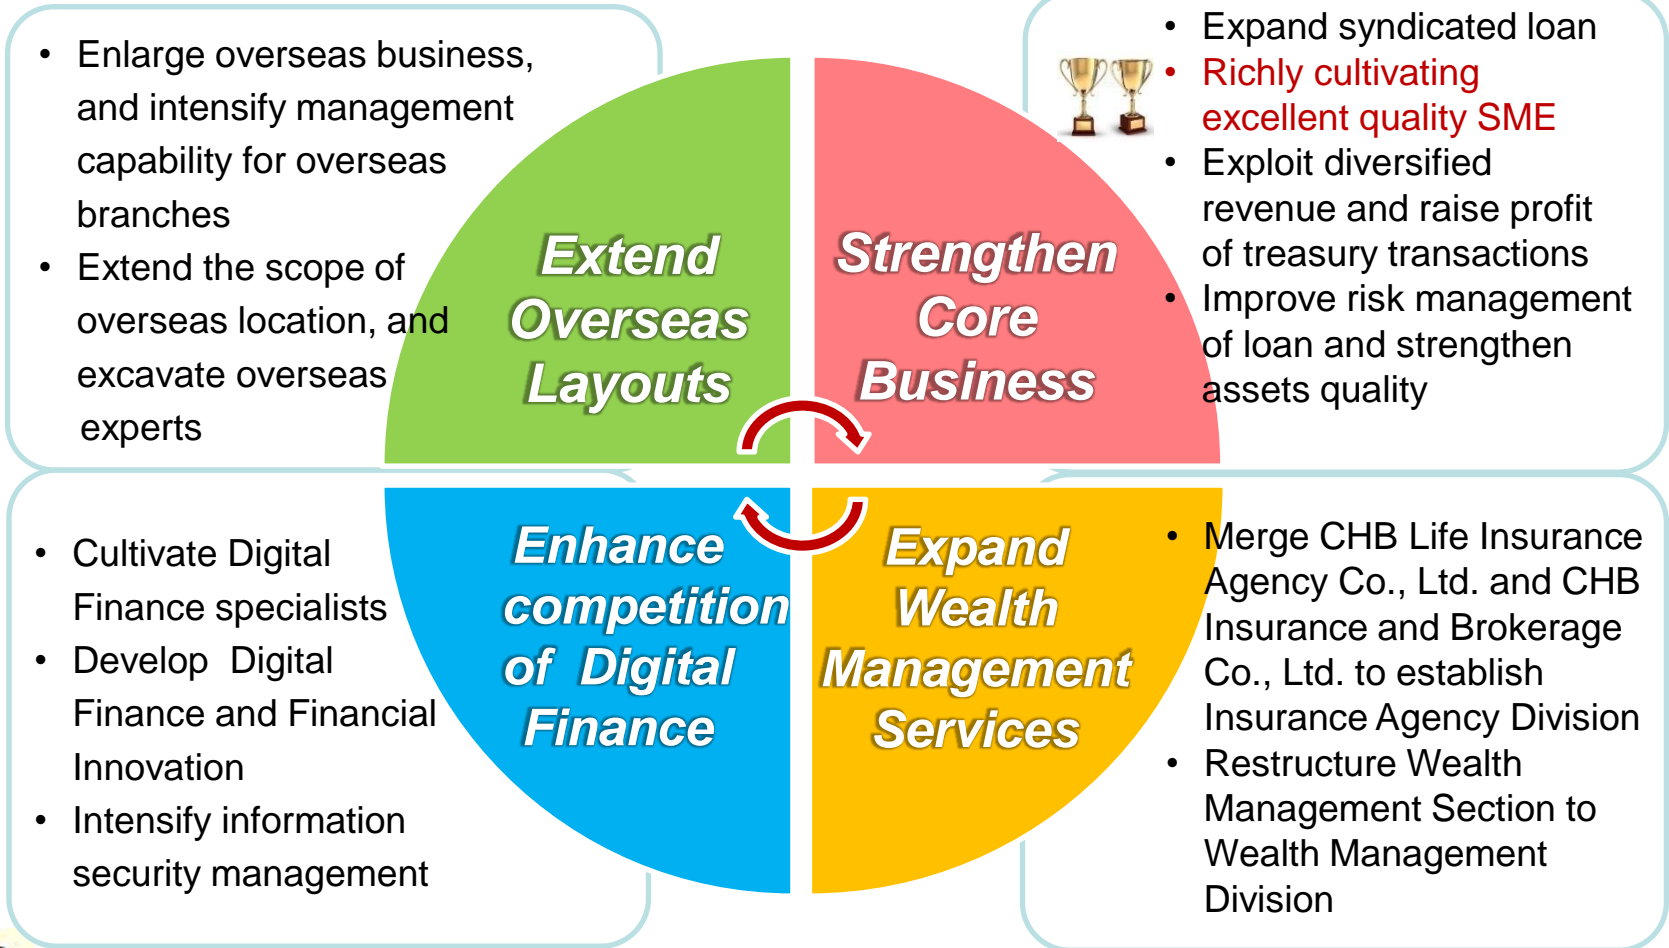 • Enlarge overseas business,
and intensify management
capability for overseas
branches
• Extend the scope of
overseas location, and
excavate overseas
experts
Extend
Overseas
Layouts
Strengthen
Core
Business
• Expand syndicated loan
• Richly cultivating
excellent quality SME
• Exploit diversified
revenue and raise profit
of treasury transactions
• Improve risk management
of loan and strengthen
assets quality
• Cultivate Digital
Finance specialists
• Develop Digital
Finance and Financial
Innovation
• Intensify information
security management
Enhance
competition
of Digital
Finance
Expand
Wealth
Management
Services
• Merge CHB Life Insurance
Agency Co., Ltd. and CHB
Insurance and Brokerage
Co., Ltd. to establish
Insurance Agency Division
• Restructure Wealth
Management Section to
Wealth Management
Division